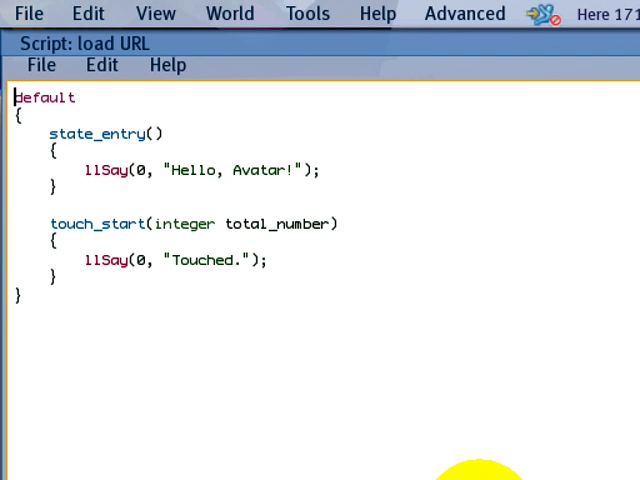 File Edit View World Tools Help Advanced Here 171
Script: load URL
File Edit Help
default
{
    state_entry()
    {
        llSay(0, "Hello, Avatar!");
    }

    touch_start(integer total_number)
    {
        llSay(0, "Touched.");
    }
}